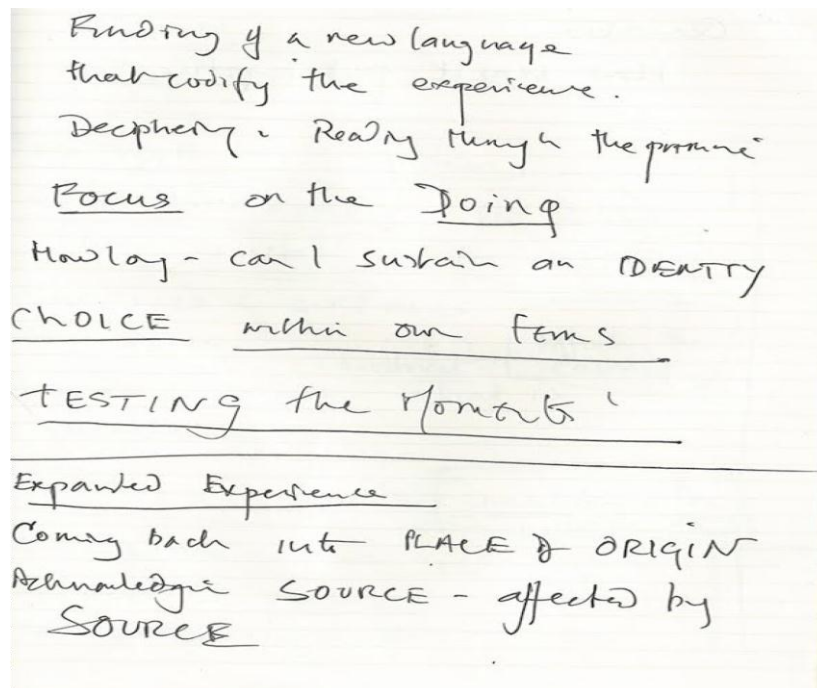 Finding of a new language
that codify the experience.
Deciphering. Reading through the
Focus on the Doing
How long - can I sustain an IDENTITY
CHOICE within own terms
TESTING the Moments
Expanded Experience
Coming back into PLACE of ORIGIN
Acknowledge SOURCE - affected by
SOURCE